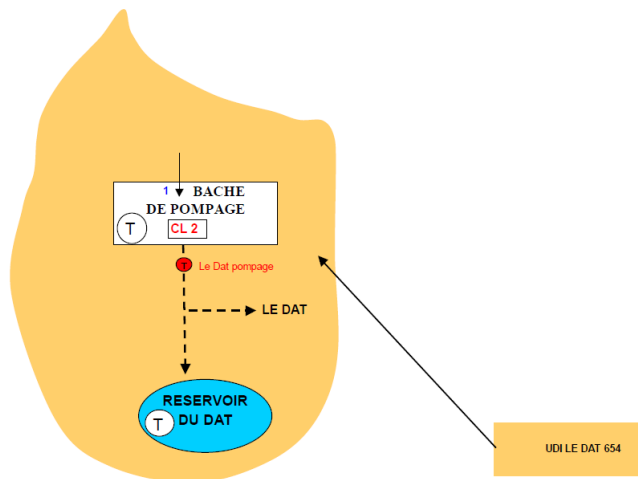 1 BACHE
DE POMPAGE
T
CL 2
T
Le Dat pompage
LE DAT
RESERVOIR
DU DAT
T
UDI LE DAT 654